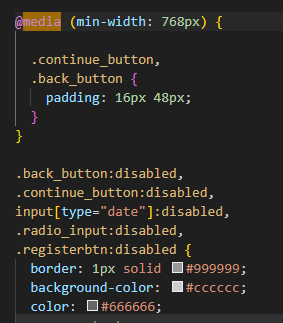 @media (min-width: 768px) {
.continue_button,
.back_button {
padding: 16px 48px;
}
}
.back_button:disabled,
.continue_button:disabled,
input[type="date"]:disabled,
.radio_input:disabled,
.registerbtn:disabled {
border: 1px solid #999999;
background-color: #cccccc;
color: #666666;